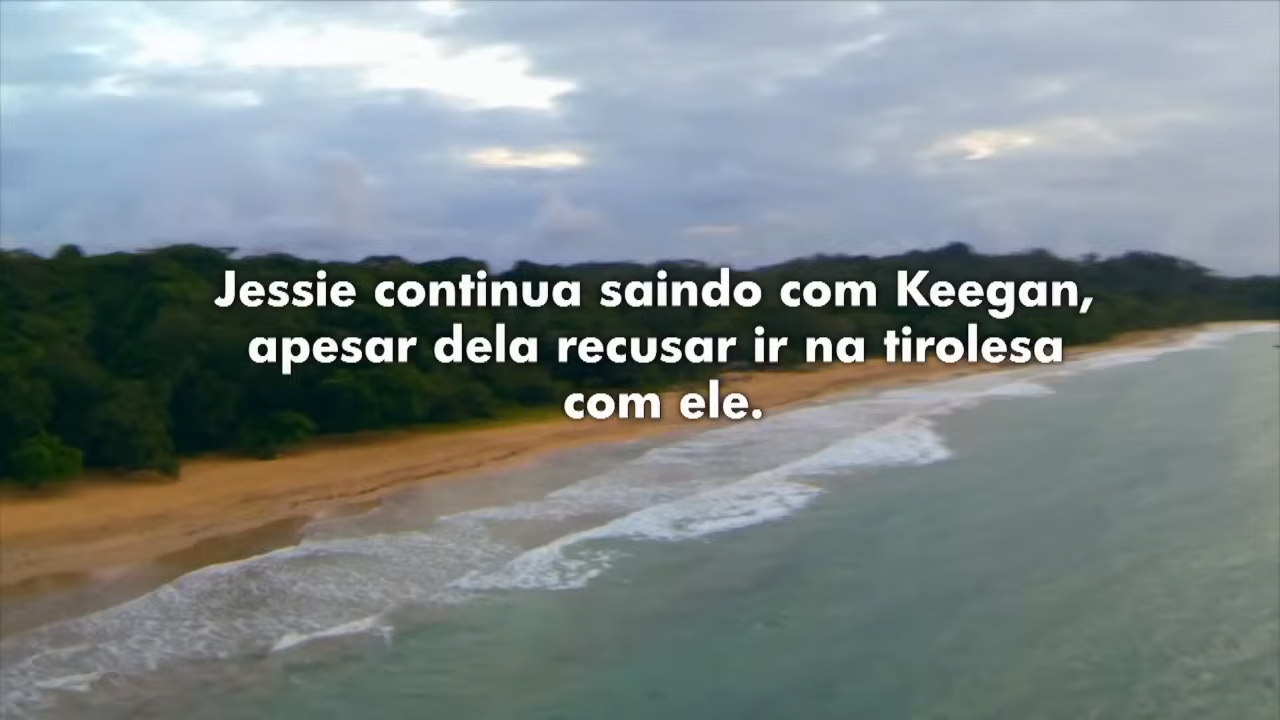 Jessie continua saindo com Keegan,
apesar dela recusar ir na tirolesa
com ele.